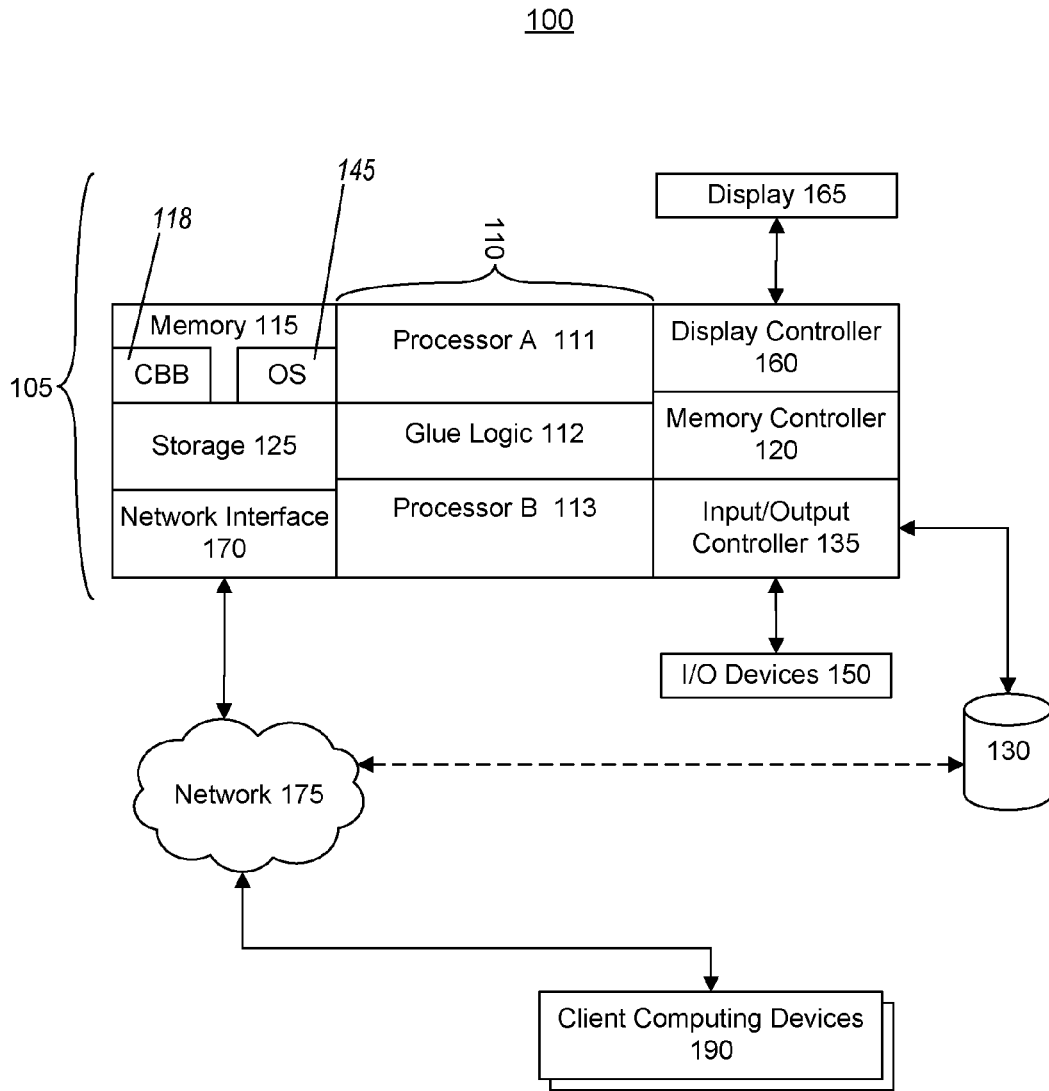 100
145
118
110
Display 165
105
Memory 115
CBB
OS
Processor A 111
Display Controller
160
Storage 125
Glue Logic 112
Memory Controller
120
Network Interface
170
Processor B 113
Input/Output
Controller 135
I/O Devices 150
130
Network 175
Client Computing Devices
190